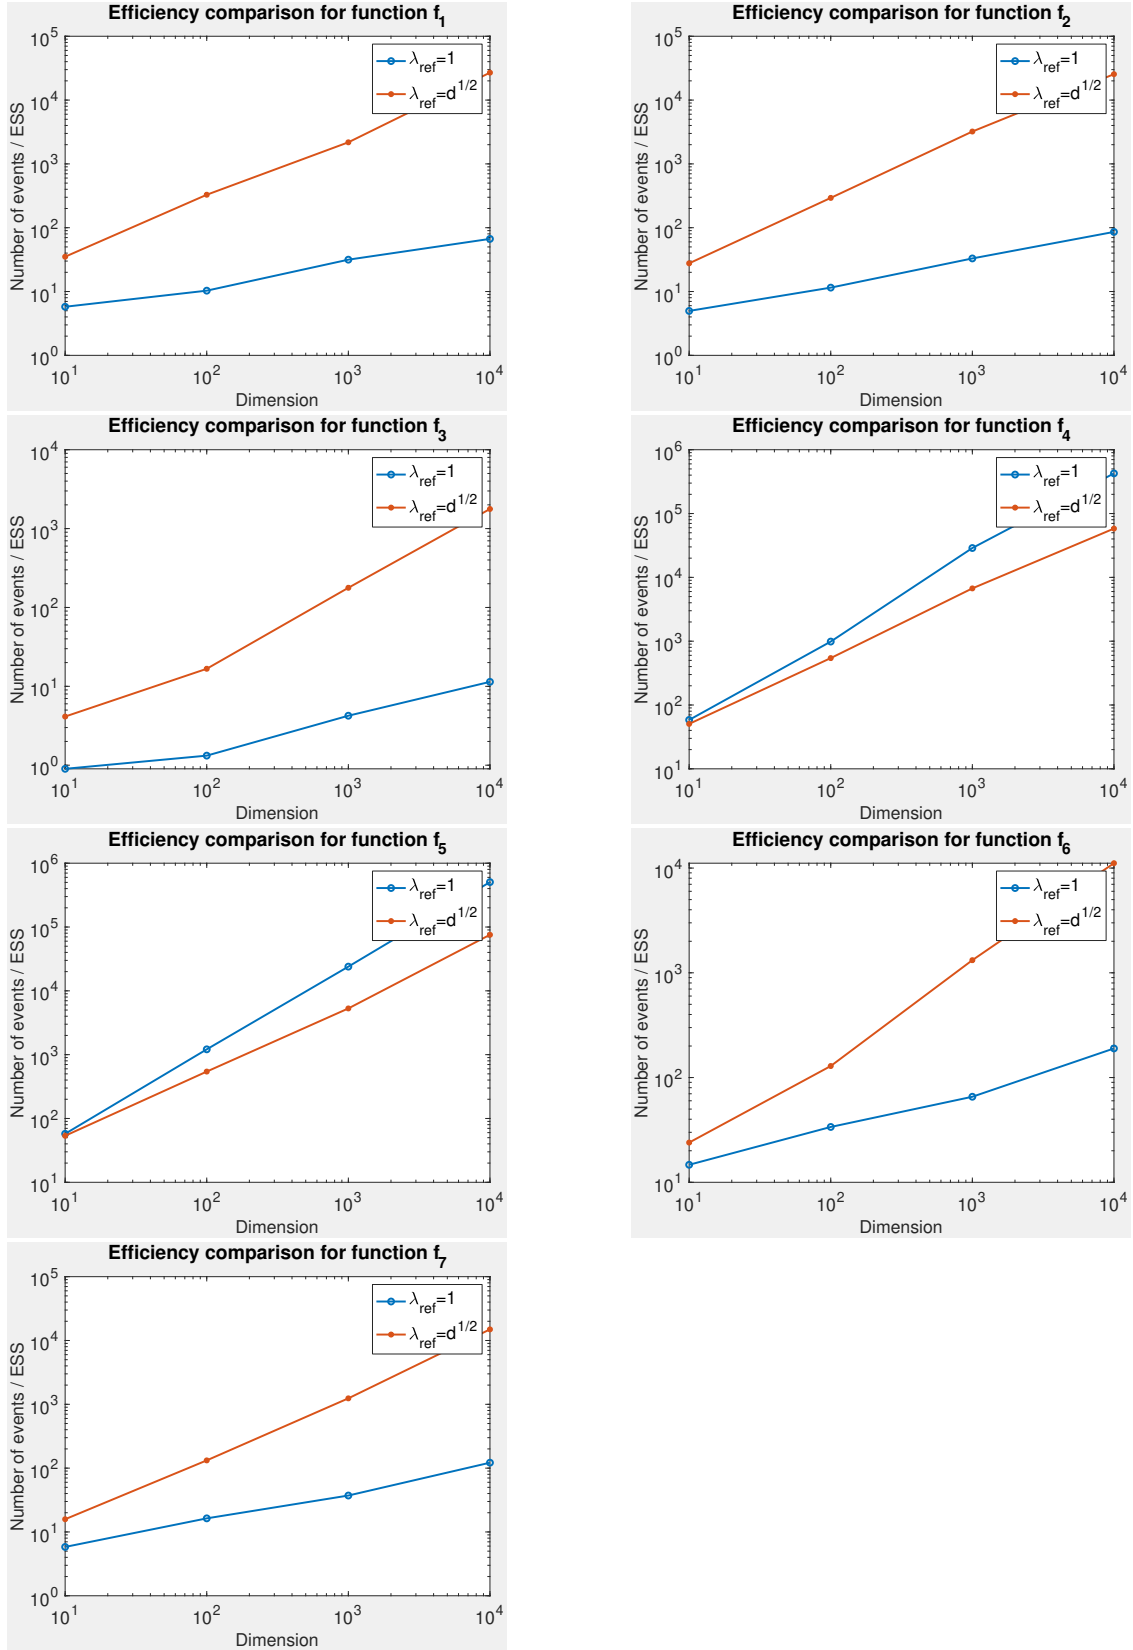 Efficiency comparison for function f1
10^5
10^4
10^3
10^2
10^1
10^0
Number of events / ESS
λref=1
λref=d^1/2
10^1 10^2 10^3 10^4
Dimension
Efficiency comparison for function f2
10^5
10^4
10^3
10^2
10^1
10^0
Number of events / ESS
λref=1
λref=d^1/2
10^1 10^2 10^3 10^4
Dimension
Efficiency comparison for function f3
10^4
10^3
10^2
10^1
10^0
Number of events / ESS
λref=1
λref=d^1/2
10^1 10^2 10^3 10^4
Dimension
Efficiency comparison for function f4
10^6
10^5
10^4
10^3
10^2
10^1
Number of events / ESS
λref=1
λref=d^1/2
10^1 10^2 10^3 10^4
Dimension
Efficiency comparison for function f5
10^6
10^5
10^4
10^3
10^2
10^1
Number of events / ESS
λref=1
λref=d^1/2
10^1 10^2 10^3 10^4
Dimension
Efficiency comparison for function f6
10^4
10^3
10^2
10^1
Number of events / ESS
λref=1
λref=d^1/2
10^1 10^2 10^3 10^4
Dimension
Efficiency comparison for function f7
10^5
10^4
10^3
10^2
10^1
10^0
Number of events / ESS
λref=1
λref=d^1/2
10^1 10^2 10^3 10^4
Dimension